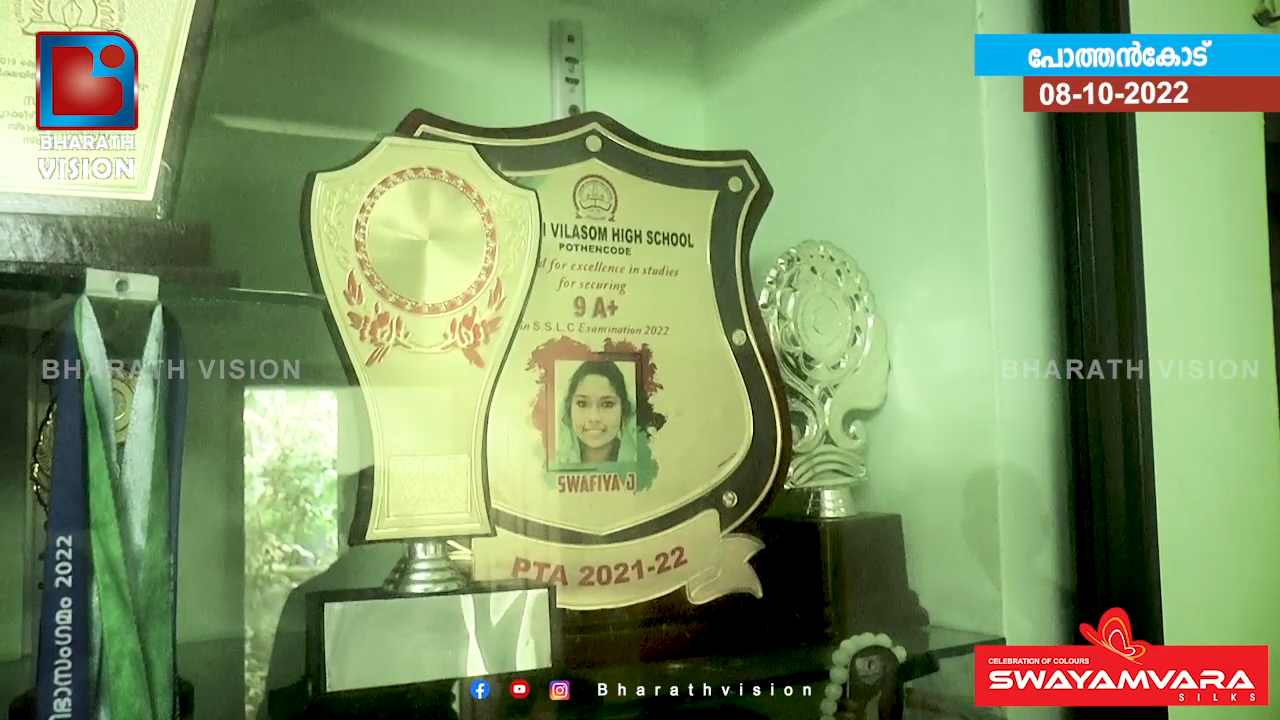 BHARATH
VISION
പോത്തൻകോട്
08-10-2022
I VILASOM HIGH SCHOOL
POTHENCODE
d for excellence in studies
for securing
9 A+
in S.S.L.C Examination 2022
SWAFIYA J
PTA 2021-22
BHARATH VISION
BHARATH VISION
2022
CELEBRATION OF COLOURS
SWAYAMVARA
SILKS
Bharathvision